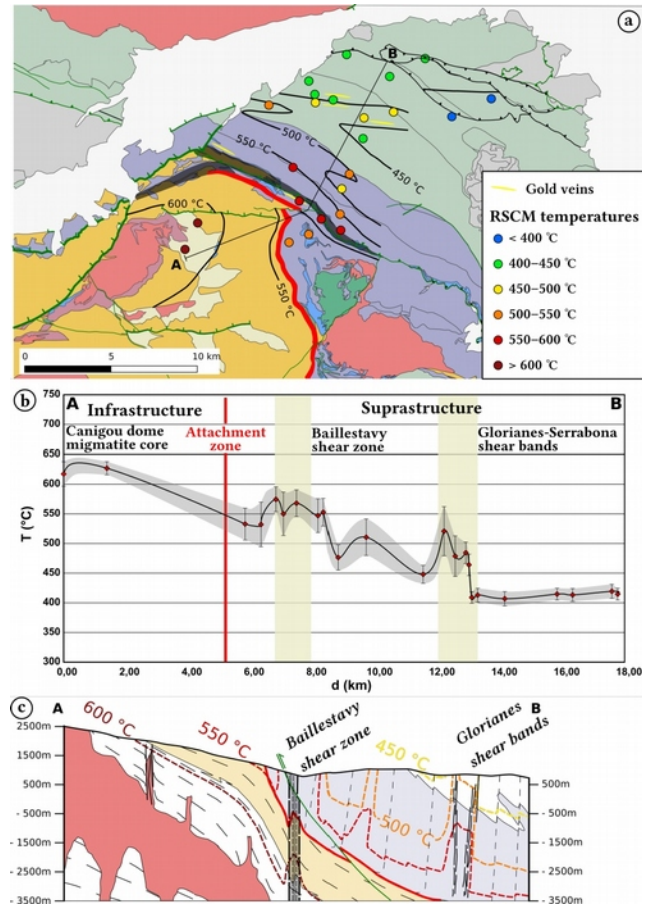 a
B
500 °C
550 °C
450 °C
600 °C
A
550 °C
0 5 10 km
Gold veins
RSCM temperatures
< 400 °C
400–450 °C
450–500 °C
500–550 °C
550–600 °C
> 600 °C
b
750
700
650
600
550
500
450
400
350
300
T (°C)
A B
Infrastructure Suprastructure
Canigou dome
migmatite core
Attachment
zone
Baillestavy
shear zone
Glorianes-Serrabona
shear bands
0,00 2,00 4,00 6,00 8,00 10,00 12,00 14,00 16,00 18,00
d (km)
c
A B
600 °C
550 °C
Baillestavy
shear zone
450 °C
Glorianes
shear bands
500 °C
2500m
1500m
500m
- 500m
- 1500m
- 2500m
- 3500m
500m
- 500m
- 1500m
- 2500m
- 3500m